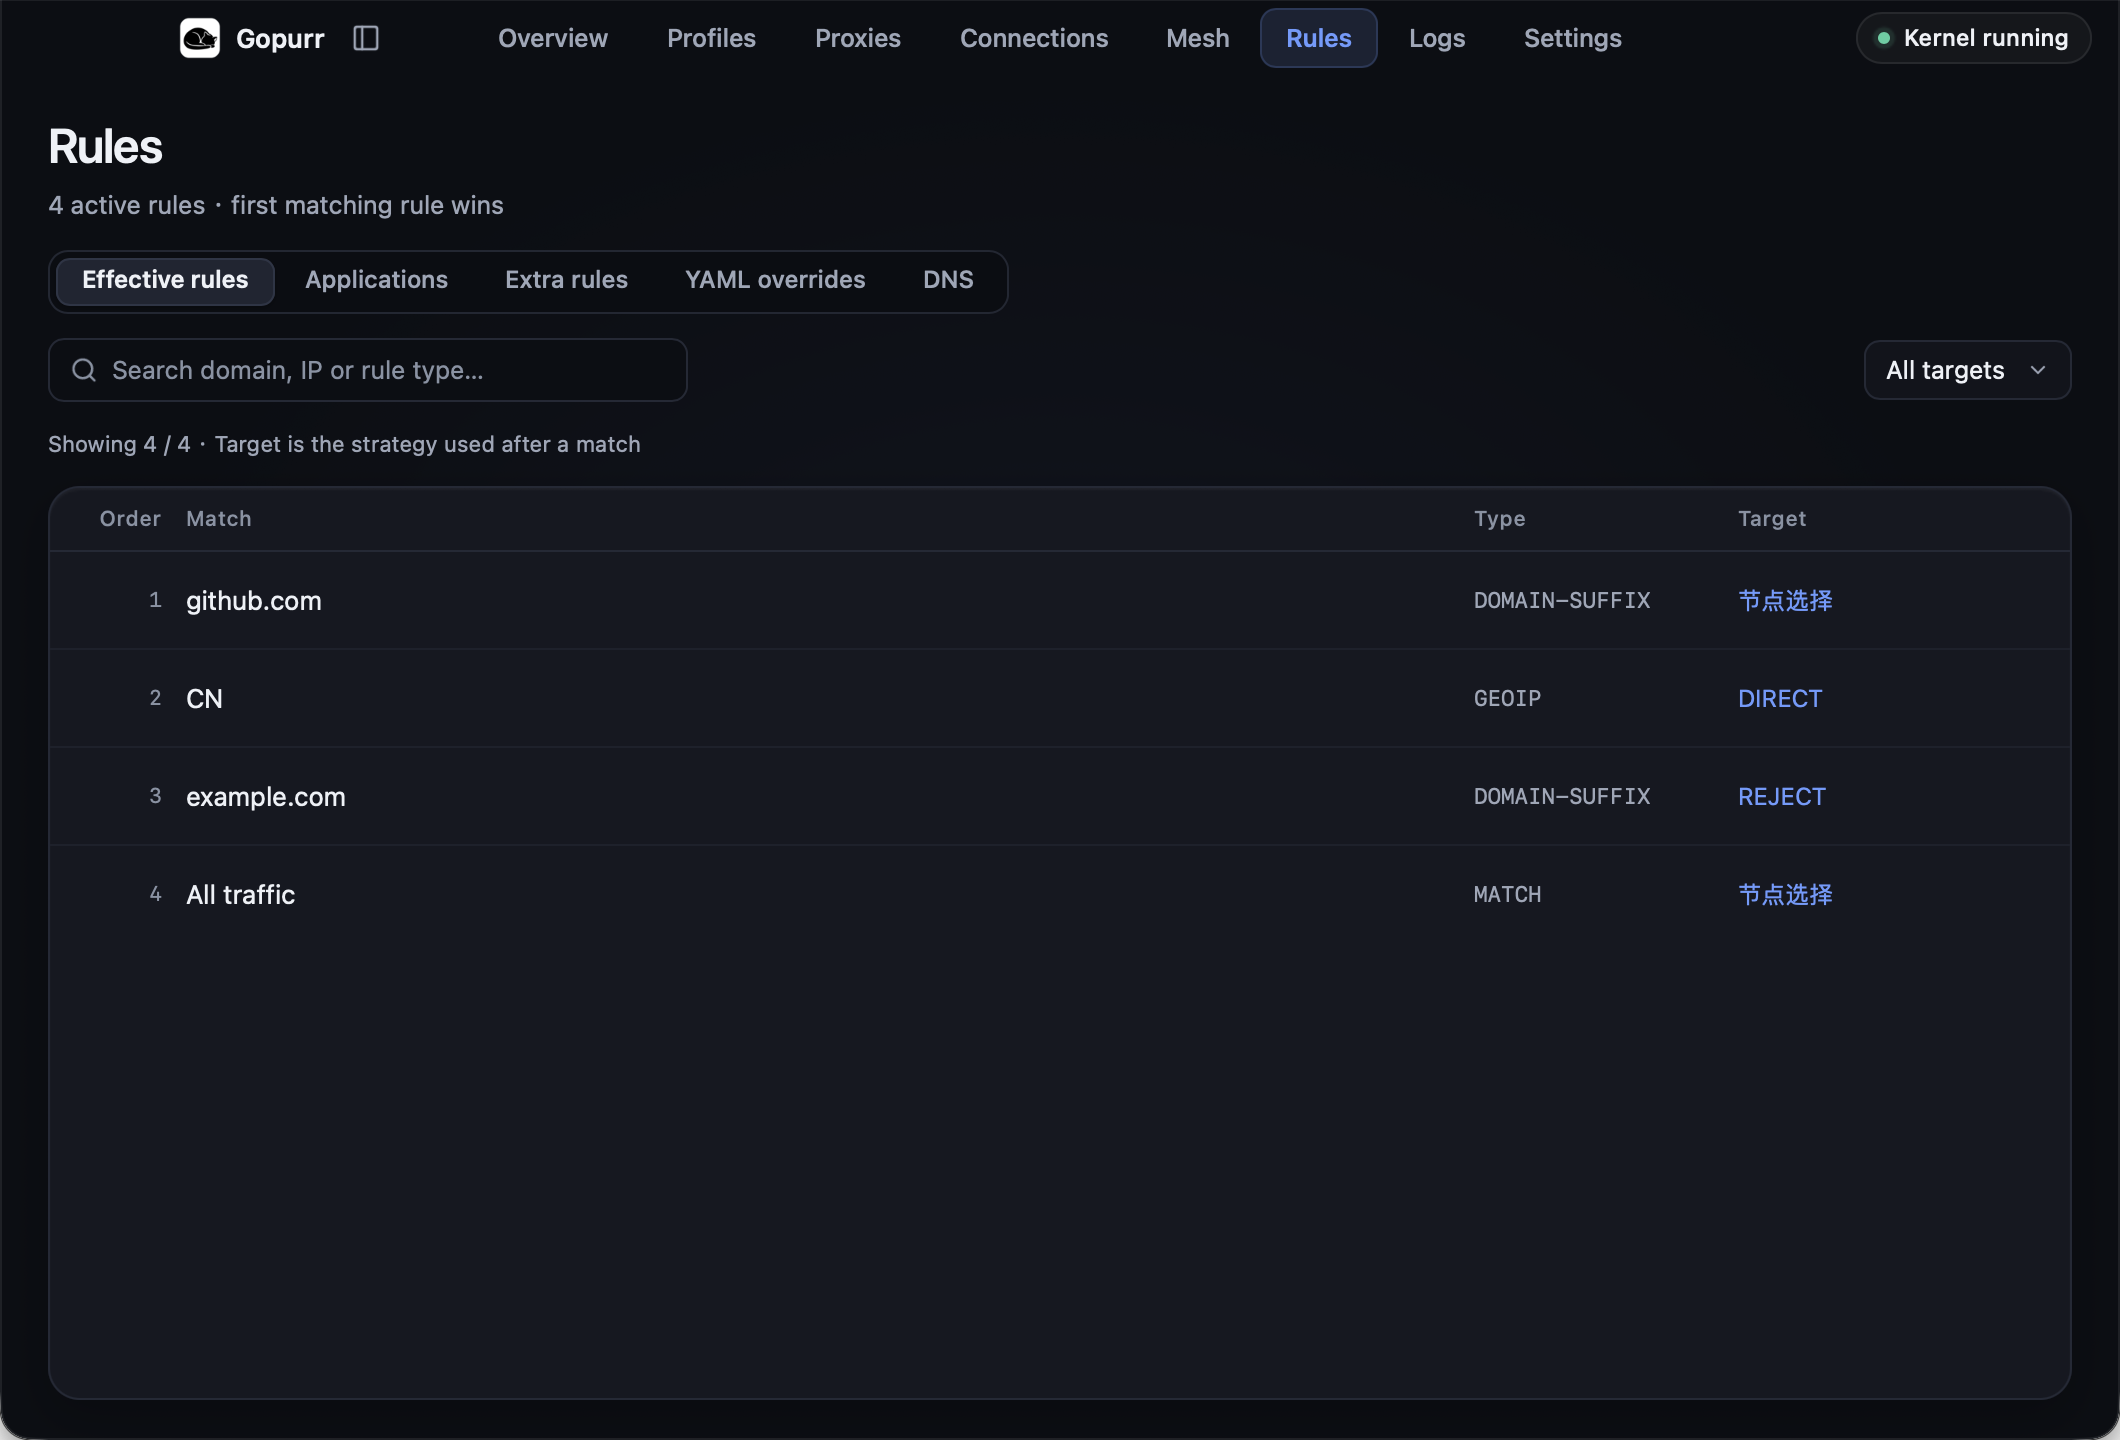 Gopurr Overview Profiles Proxies Connections Mesh Rules Logs Settings Kernel running
Rules
4 active rules · first matching rule wins
Effective rules Applications Extra rules YAML overrides DNS
Search domain, IP or rule type... All targets
Showing 4 / 4 · Target is the strategy used after a match
Order Match Type Target
1 github.com DOMAIN-SUFFIX 节点选择
2 CN GEOIP DIRECT
3 example.com DOMAIN-SUFFIX REJECT
4 All traffic MATCH 节点选择